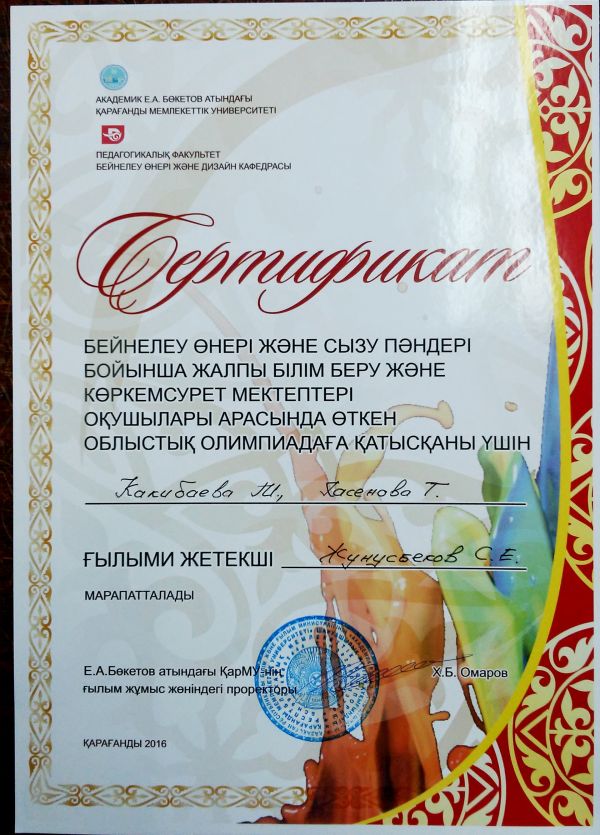 АКАДЕМИК Е.А. БӨКЕТОВ АТЫНДАҒЫ
ҚАРАҒАНДЫ МЕМЛЕКЕТТІК УНИВЕРСИТЕТІ
ПЕДАГОГИКАЛЫҚ ФАКУЛЬТЕТ
БЕЙНЕЛЕУ ӨНЕРІ ЖӘНЕ ДИЗАЙН КАФЕДРАСЫ
Сертификат
БЕЙНЕЛЕУ ӨНЕРІ ЖӘНЕ СЫЗУ ПӘНДЕРІ
БОЙЫНША ЖАЛПЫ БІЛІМ БЕРУ ЖӘНЕ
КӨРКЕМСУРЕТ МЕКТЕПТЕРІ
ОҚУШЫЛАРЫ АРАСЫНДА ӨТКЕН
ОБЛЫСТЫҚ ОЛИМПИАДАҒА ҚАТЫСҚАНЫ ҮШІН
Какибаева Ш., Т.
ҒЫЛЫМИ ЖЕТЕКШІ Жунусбеков С.Е.
МАРАПАТТАЛАДЫ
Е.А.Бөкетов атындағы ҚарМУ-нің Х.Б. Омаров
ғылым жұмыс жөніндегі проректоры
ҚАРАҒАНДЫ 2016